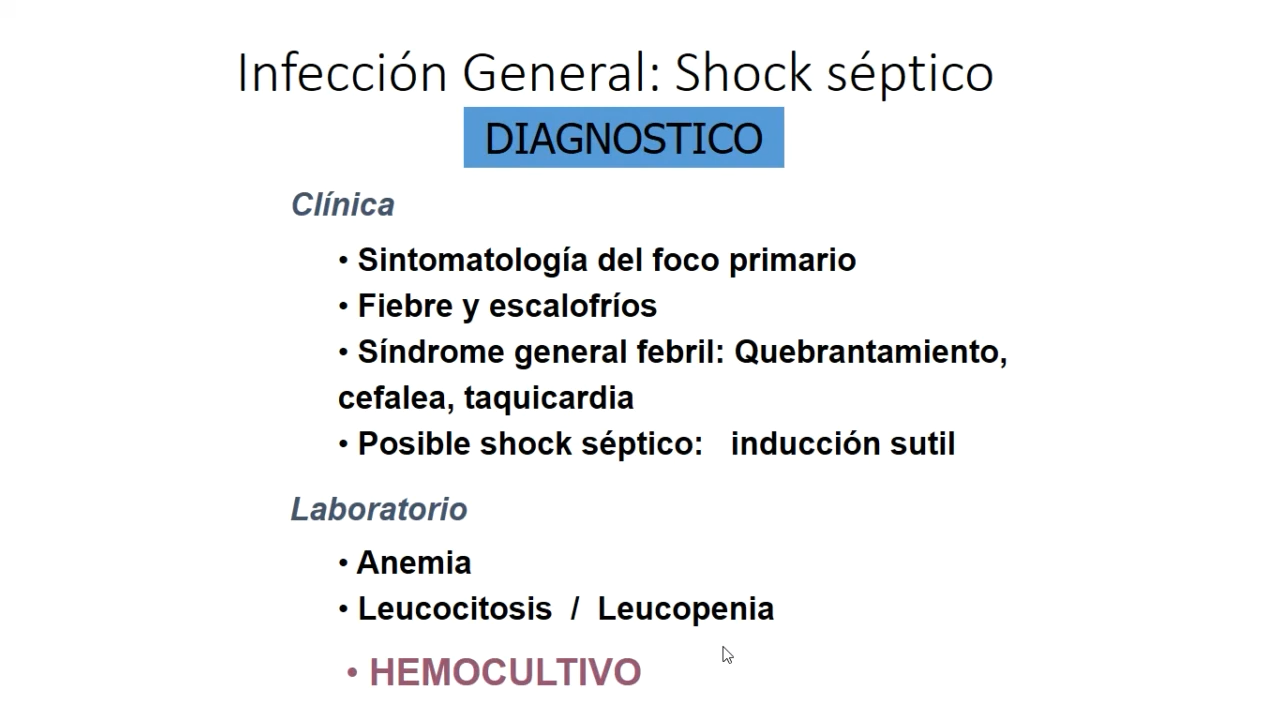 Infección General: Shock séptico
DIAGNOSTICO
Clínica
• Sintomatología del foco primario
• Fiebre y escalofríos
• Síndrome general febril: Quebrantamiento,
cefalea, taquicardia
• Posible shock séptico: inducción sutil
Laboratorio
• Anemia
• Leucocitosis / Leucopenia
• HEMOCULTIVO